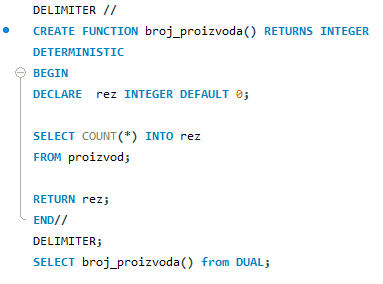 DELIMITER //
CREATE FUNCTION broj_proizvoda() RETURNS INTEGER
DETERMINISTIC
BEGIN
DECLARE  rez INTEGER DEFAULT 0;
SELECT COUNT(*) INTO rez
FROM proizvod;
RETURN rez;
END//
DELIMITER;
SELECT broj_proizvoda() from DUAL;